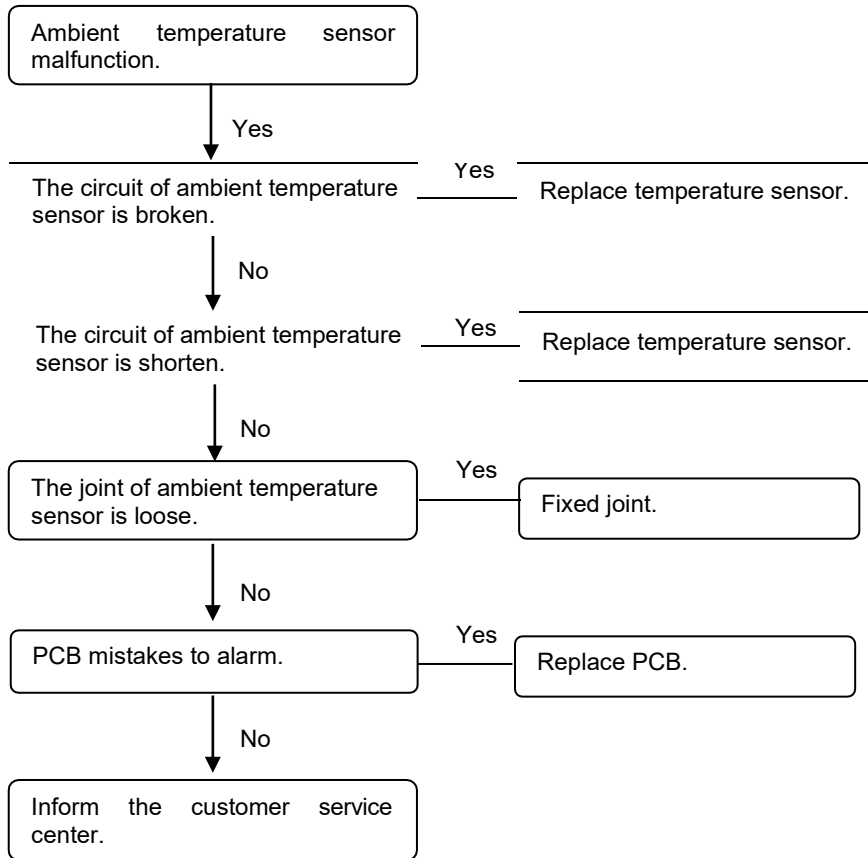 Ambient temperature sensor
malfunction.
Yes
The circuit of ambient temperature
sensor is broken.
Yes
Replace temperature sensor.
No
The circuit of ambient temperature
sensor is shorten.
Yes
Replace temperature sensor.
No
The joint of ambient temperature
sensor is loose.
Yes
Fixed joint.
No
PCB mistakes to alarm.
Yes
Replace PCB.
No
Inform the customer service
center.